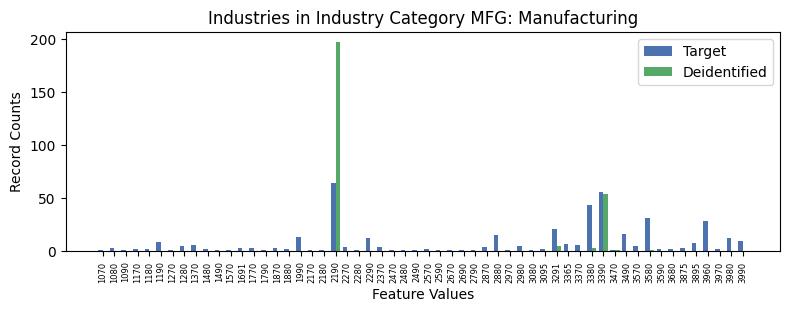 Industries in Industry Category MFG: Manufacturing
Target
Deidentified
Record Counts
200
150
100
50
0
1070 1080 1090 1170 1180 1190 1270 1280 1370 1480 1490 1570 1691 1770 1790 1870 1880 1990 2170 2180 2190 2270 2280 2290 2370 2470 2480 2490 2570 2590 2670 2690 2790 2870 2880 2970 2980 3080 3095 3291 3365 3370 3380 3390 3470 3490 3570 3580 3590 3680 3875 3895 3960 3970 3980 3990
Feature Values